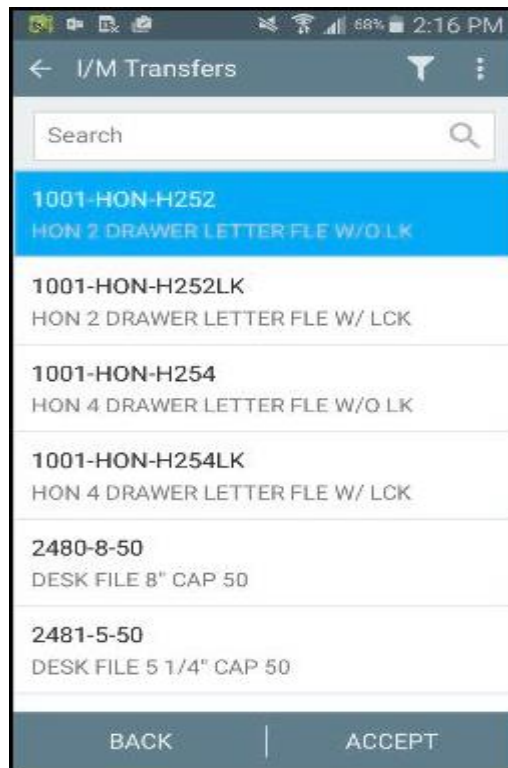 68% 2:16 PM
I/M Transfers
Search
1001-HON-H252
HON 2 DRAWER LETTER FLE W/O LK
1001-HON-H252LK
HON 2 DRAWER LETTER FLE W/ LCK
1001-HON-H254
HON 4 DRAWER LETTER FLE W/O LK
1001-HON-H254LK
HON 4 DRAWER LETTER FLE W/ LCK
2480-8-50
DESK FILE 8" CAP 50
2481-5-50
DESK FILE 5 1/4" CAP 50
BACK ACCEPT